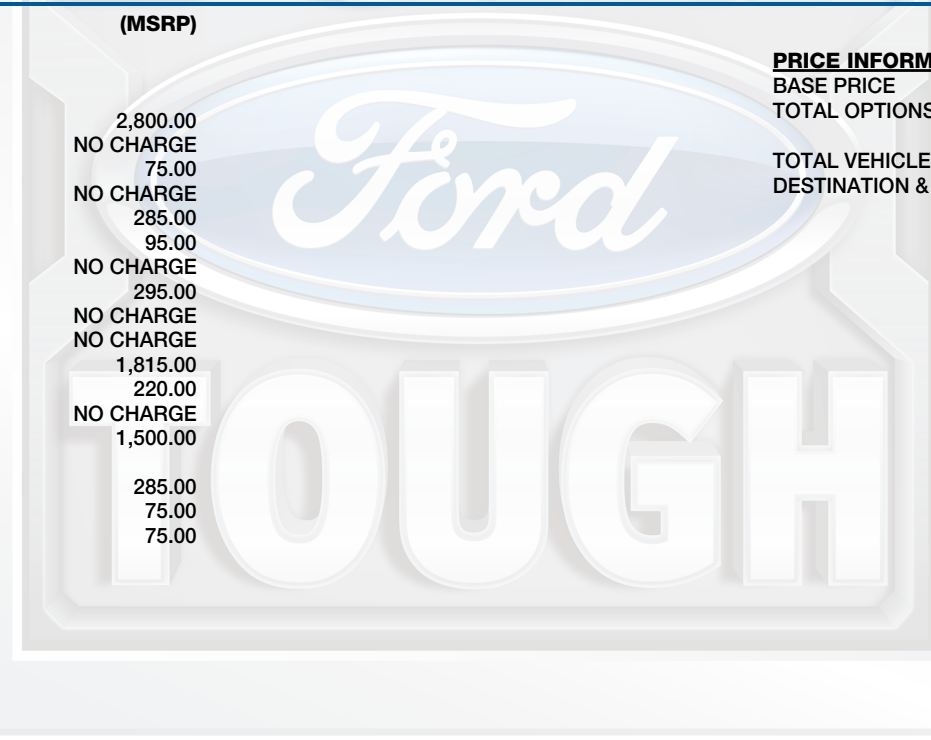 (MSRP)
2,800.00
NO CHARGE
75.00
NO CHARGE
285.00
95.00
NO CHARGE
295.00
NO CHARGE
NO CHARGE
1,815.00
220.00
NO CHARGE
1,500.00
285.00
75.00
75.00
PRICE INFORM
BASE PRICE
TOTAL OPTIONS
TOTAL VEHICLE
DESTINATION &
Ford
TOUGH